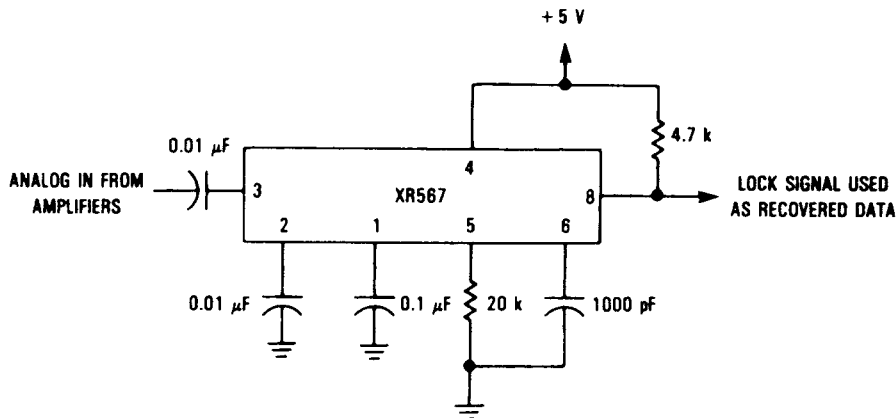 + 5 V
4.7 k
0.01 µF
ANALOG IN FROM
AMPLIFIERS
3
4
XR567
8
LOCK SIGNAL USED
AS RECOVERED DATA
2
1
5
6
0.01 µF
0.1 µF
20 k
1000 pF